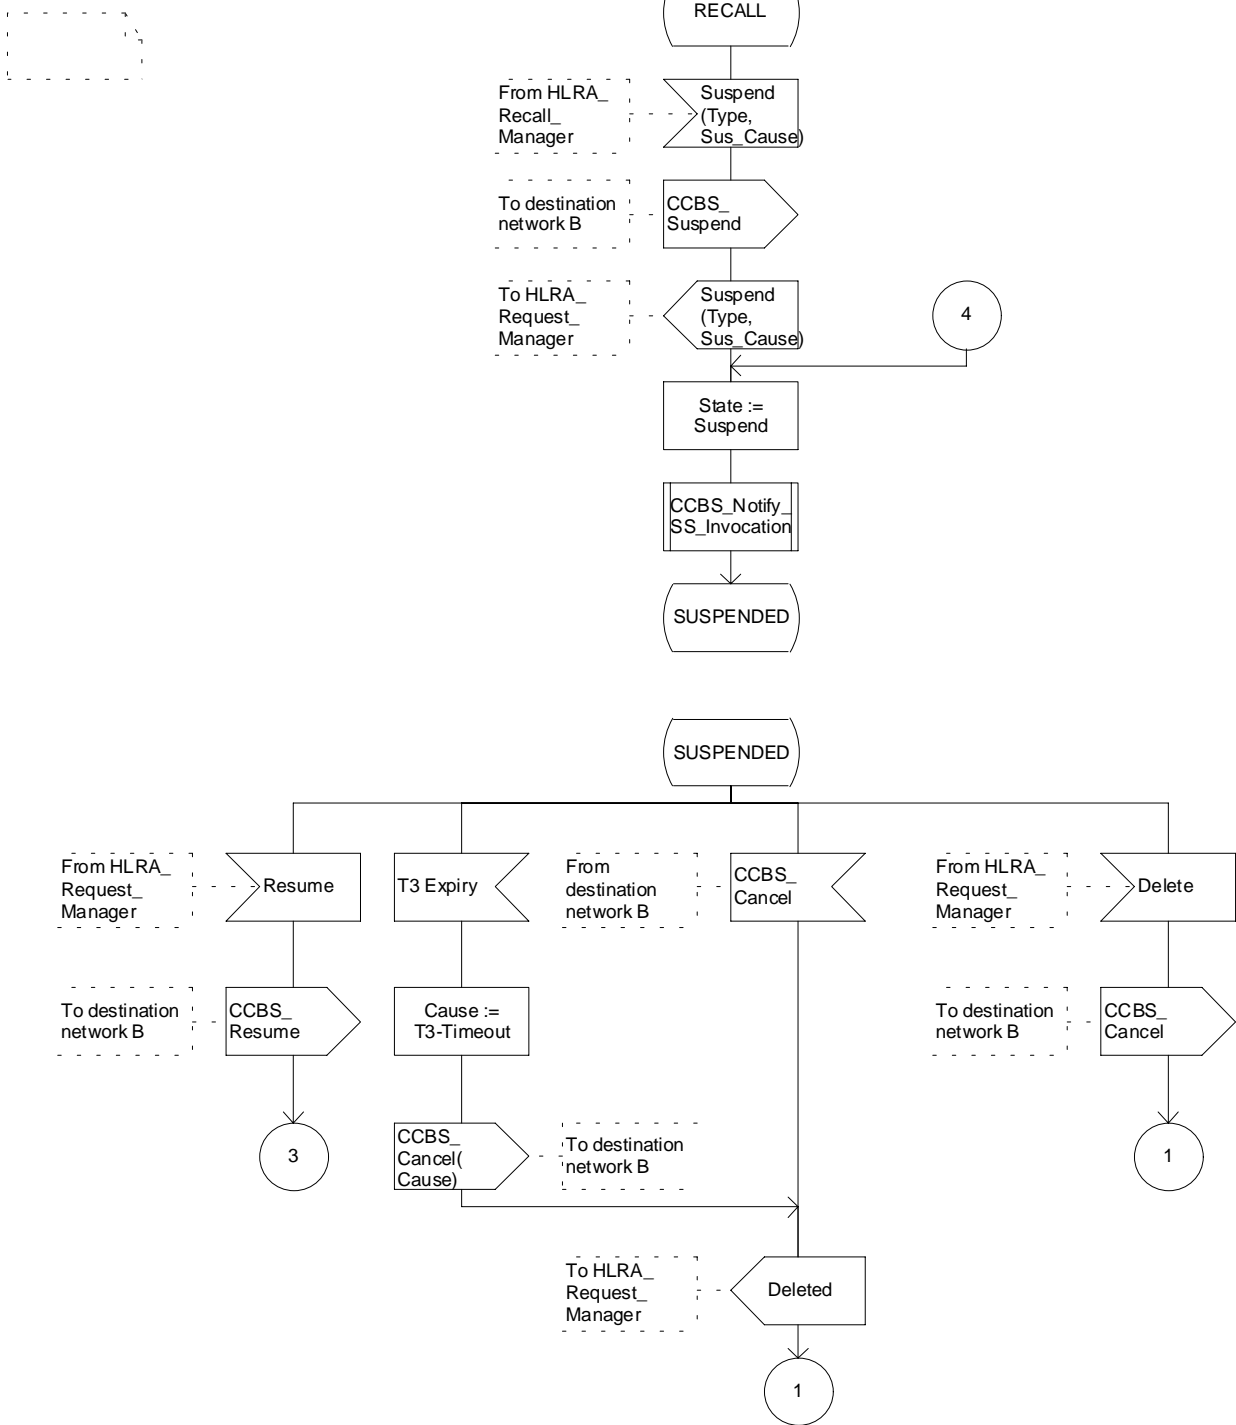 RECALL
From HLRA_
Recall_
Manager
Suspend
(Type,
Sus_Cause)
To destination
network B
CCBS_
Suspend
To HLRA_
Request_
Manager
Suspend
(Type,
Sus_Cause)
4
State :=
Suspend
CCBS_Notify_
SS_Invocation
SUSPENDED
SUSPENDED
From HLRA_
Request_
Manager
Resume
T3 Expiry
From
destination
network B
CCBS_
Cancel
From HLRA_
Request_
Manager
Delete
To destination
network B
CCBS_
Resume
Cause :=
T3-Timeout
To destination
network B
CCBS_
Cancel
3
CCBS_
Cancel(
Cause)
To destination
network B
1
To HLRA_
Request_
Manager
Deleted
1